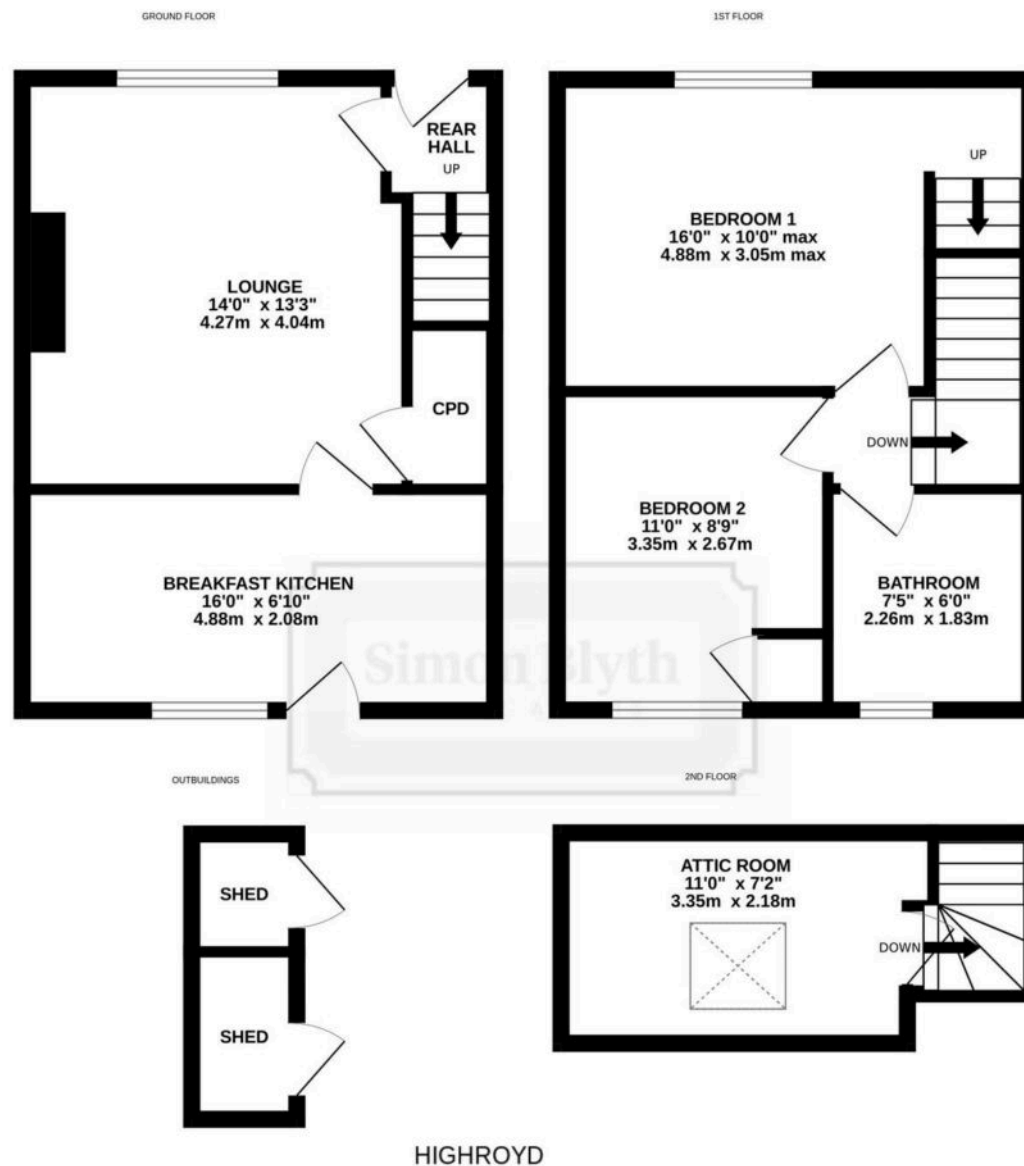 GROUND FLOOR
1ST FLOOR
REAR
HALL
UP
LOUNGE
14'0" x 13'3"
4.27m x 4.04m
CPD
BREAKFAST KITCHEN
16'0" x 6'10"
4.88m x 2.08m
UP
BEDROOM 1
16'0" x 10'0" max
4.88m x 3.05m max
DOWN
BEDROOM 2
11'0" x 8'9"
3.35m x 2.67m
BATHROOM
7'5" x 6'0"
2.26m x 1.83m
Simon Blyth
OUTBUILDINGS
2ND FLOOR
SHED
SHED
ATTIC ROOM
11'0" x 7'2"
3.35m x 2.18m
DOWN
HIGHROYD